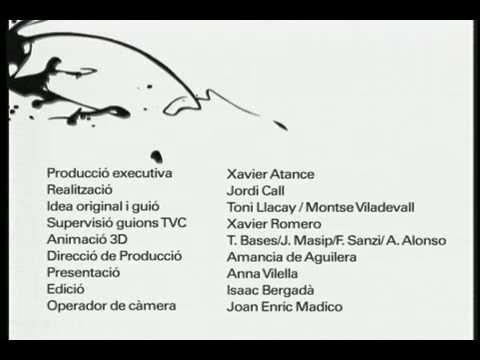 Producció executiva Xavier Atance
Realització Jordi Call
Idea original i guió Toni Llacay / Montse Viladevall
Supervisió guions TVC Xavier Romero
Animació 3D T. Bases/J. Masip/F. Sanzi/ A. Alonso
Direcció de Producció Amancia de Aguilera
Presentació Anna Vilella
Edició Isaac Bergadà
Operador de càmera Joan Enric Madico